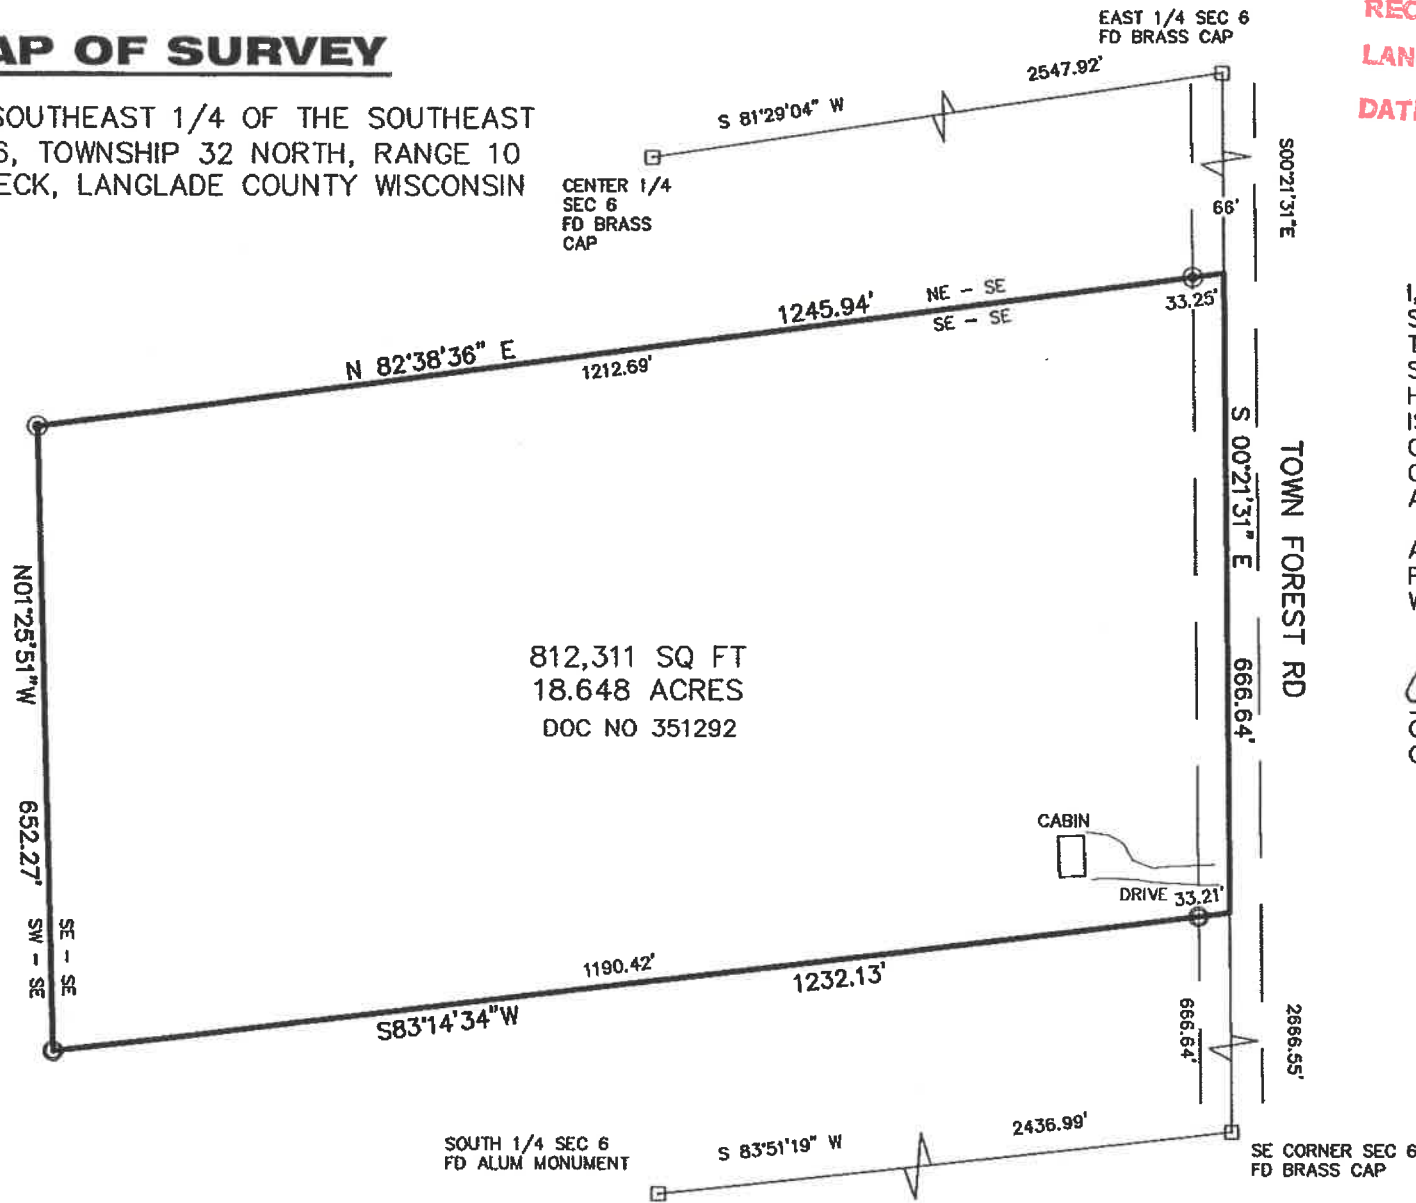 AP OF SURVEY
SOUTHEAST 1/4 OF THE SOUTHEAST
6, TOWNSHIP 32 NORTH, RANGE 10
ECK, LANGLADE COUNTY WISCONSIN
EAST 1/4 SEC 6
FD BRASS CAP
REC
LAN
DAT
2547.92'
S 81°29'04" W
CENTER 1/4
SEC 6
FD BRASS
CAP
S00°21'31"E
66'
33.25'
NE - SE
SE - SE
1245.94'
N 82°38'36" E
1212.69'
S 00°21'31" E
666.64'
TOWN FOREST RD
N01°25'51"W
652.27'
SW - SE
SE - SE
812,311 SQ FT
18.648 ACRES
DOC NO 351292
CABIN
DRIVE
33.21'
1190.42'
1232.13'
S83°14'34"W
666.64'
2666.55'
SOUTH 1/4 SEC 6
FD ALUM MONUMENT
S 83°51'19" W
2436.99'
SE CORNER SEC 6
FD BRASS CAP